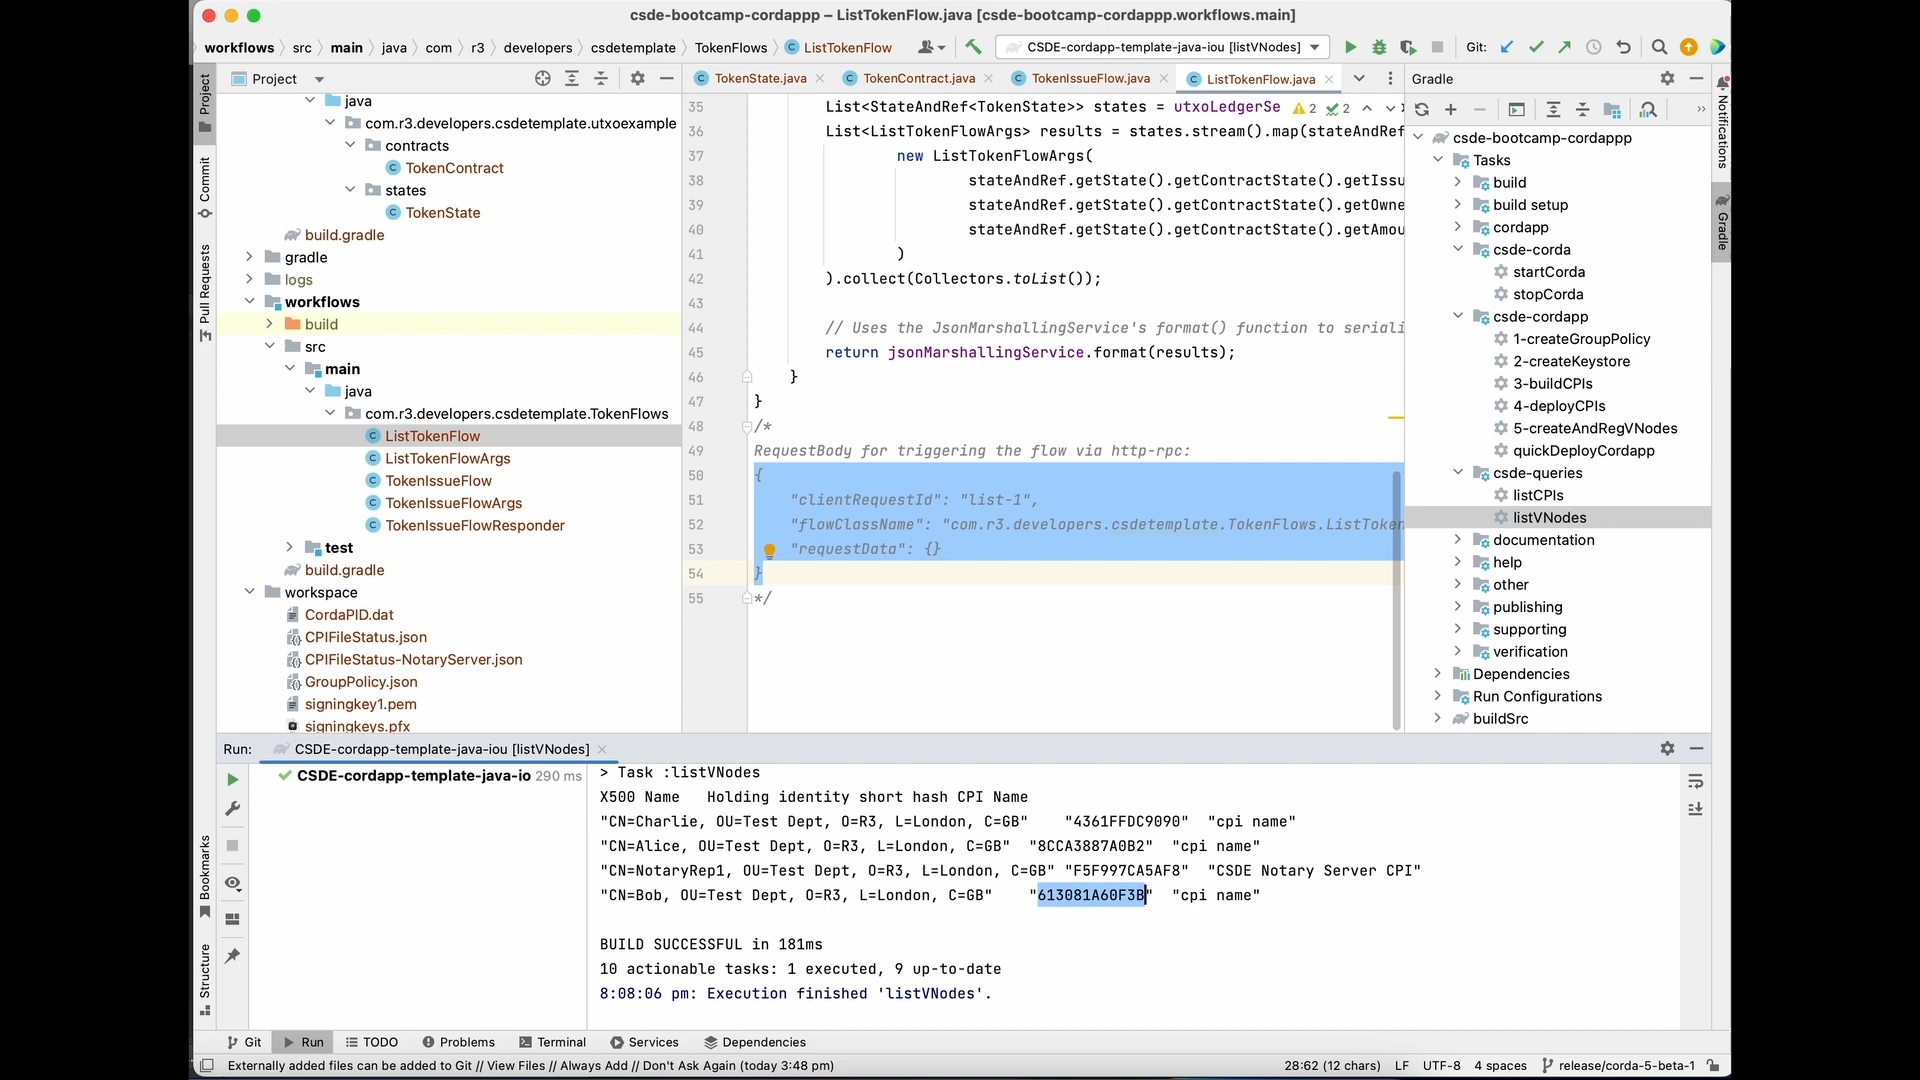 csde-bootcamp-cordappp – ListTokenFlow.java [csde-bootcamp-cordappp.workflows.main]
workflows
src
main
java
com
r3
developers
csdetemplate
TokenFlows
ListTokenFlow
CSDE-cordapp-template-java-iou [listVNodes]
Git:
Project
TokenState.java
TokenContract.java
TokenIssueFlow.java
ListTokenFlow.java
Gradle
Project
Commit
Pull Requests
Bookmarks
Structure
Notifications
Gradle
java
com.r3.developers.csdetemplate.utxoexample
contracts
TokenContract
states
TokenState
build.gradle
gradle
logs
workflows
build
src
main
java
com.r3.developers.csdetemplate.TokenFlows
ListTokenFlow
ListTokenFlowArgs
TokenIssueFlow
TokenIssueFlowArgs
TokenIssueFlowResponder
test
build.gradle
workspace
CordaPID.dat
CPIFileStatus.json
CPIFileStatus-NotaryServer.json
GroupPolicy.json
signingkey1.pem
signingkeys.pfx
35 List<StateAndRef<TokenState>> states = utxoLedgerSe 2 2
36 List<ListTokenFlowArgs> results = states.stream().map(stateAndRef
37 new ListTokenFlowArgs(
38 stateAndRef.getState().getContractState().getIssu
39 stateAndRef.getState().getContractState().getOwne
40 stateAndRef.getState().getContractState().getAmou
41 )
42 ).collect(Collectors.toList());
43
44 // Uses the JsonMarshallingService's format() function to seriali
45 return jsonMarshallingService.format(results);
46 }
47 }
48 /*
49 RequestBody for triggering the flow via http-rpc:
50 {
51 "clientRequestId": "list-1",
52 "flowClassName": "com.r3.developers.csdetemplate.TokenFlows.ListToken
53 "requestData": {}
54 }
55 */
csde-bootcamp-cordappp
Tasks
build
build setup
cordapp
csde-corda
startCorda
stopCorda
csde-cordapp
1-createGroupPolicy
2-createKeystore
3-buildCPIs
4-deployCPIs
5-createAndRegVNodes
quickDeployCordapp
csde-queries
listCPIs
listVNodes
documentation
help
other
publishing
supporting
verification
Dependencies
Run Configurations
buildSrc
Run: CSDE-cordapp-template-java-iou [listVNodes]
CSDE-cordapp-template-java-io 290 ms
> Task :listVNodes
X500 Name Holding identity short hash CPI Name
"CN=Charlie, OU=Test Dept, O=R3, L=London, C=GB" "4361FFDC9090" "cpi name"
"CN=Alice, OU=Test Dept, O=R3, L=London, C=GB" "8CCA3887A0B2" "cpi name"
"CN=NotaryRep1, OU=Test Dept, O=R3, L=London, C=GB" "F5F997CA5AF8" "CSDE Notary Server CPI"
"CN=Bob, OU=Test Dept, O=R3, L=London, C=GB" "613081A60F3B" "cpi name"
BUILD SUCCESSFUL in 181ms
10 actionable tasks: 1 executed, 9 up-to-date
8:08:06 pm: Execution finished 'listVNodes'.
Git
Run
TODO
Problems
Terminal
Services
Dependencies
Externally added files can be added to Git // View Files // Always Add // Don't Ask Again (today 3:48 pm)
28:62 (12 chars)
LF
UTF-8
4 spaces
release/corda-5-beta-1